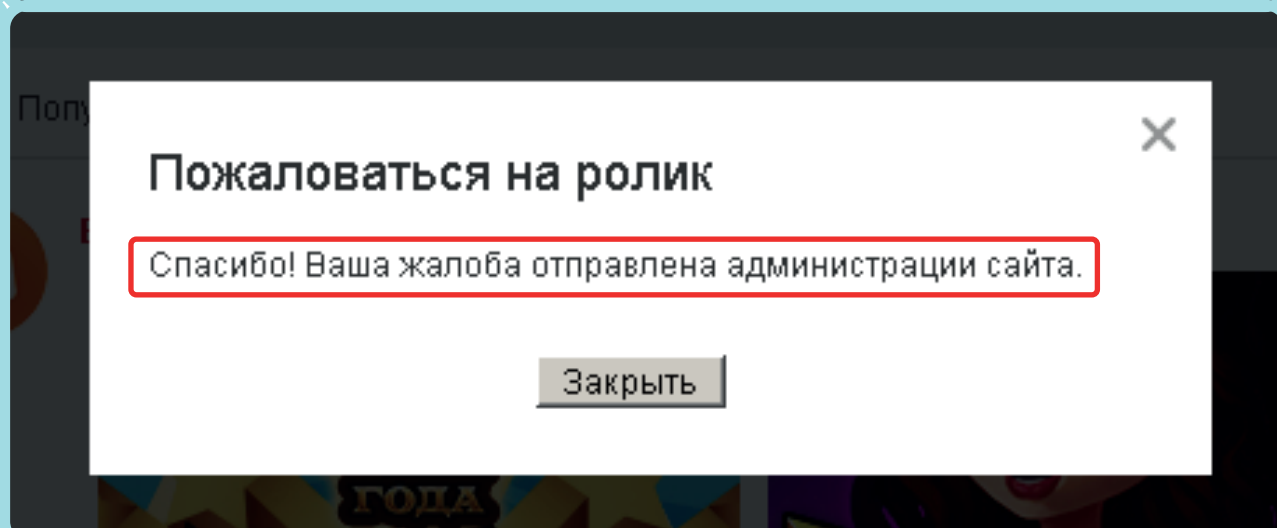 Попу
Пожаловаться на ролик
Спасибо! Ваша жалоба отправлена администрации сайта.
Закрыть
ГОДА